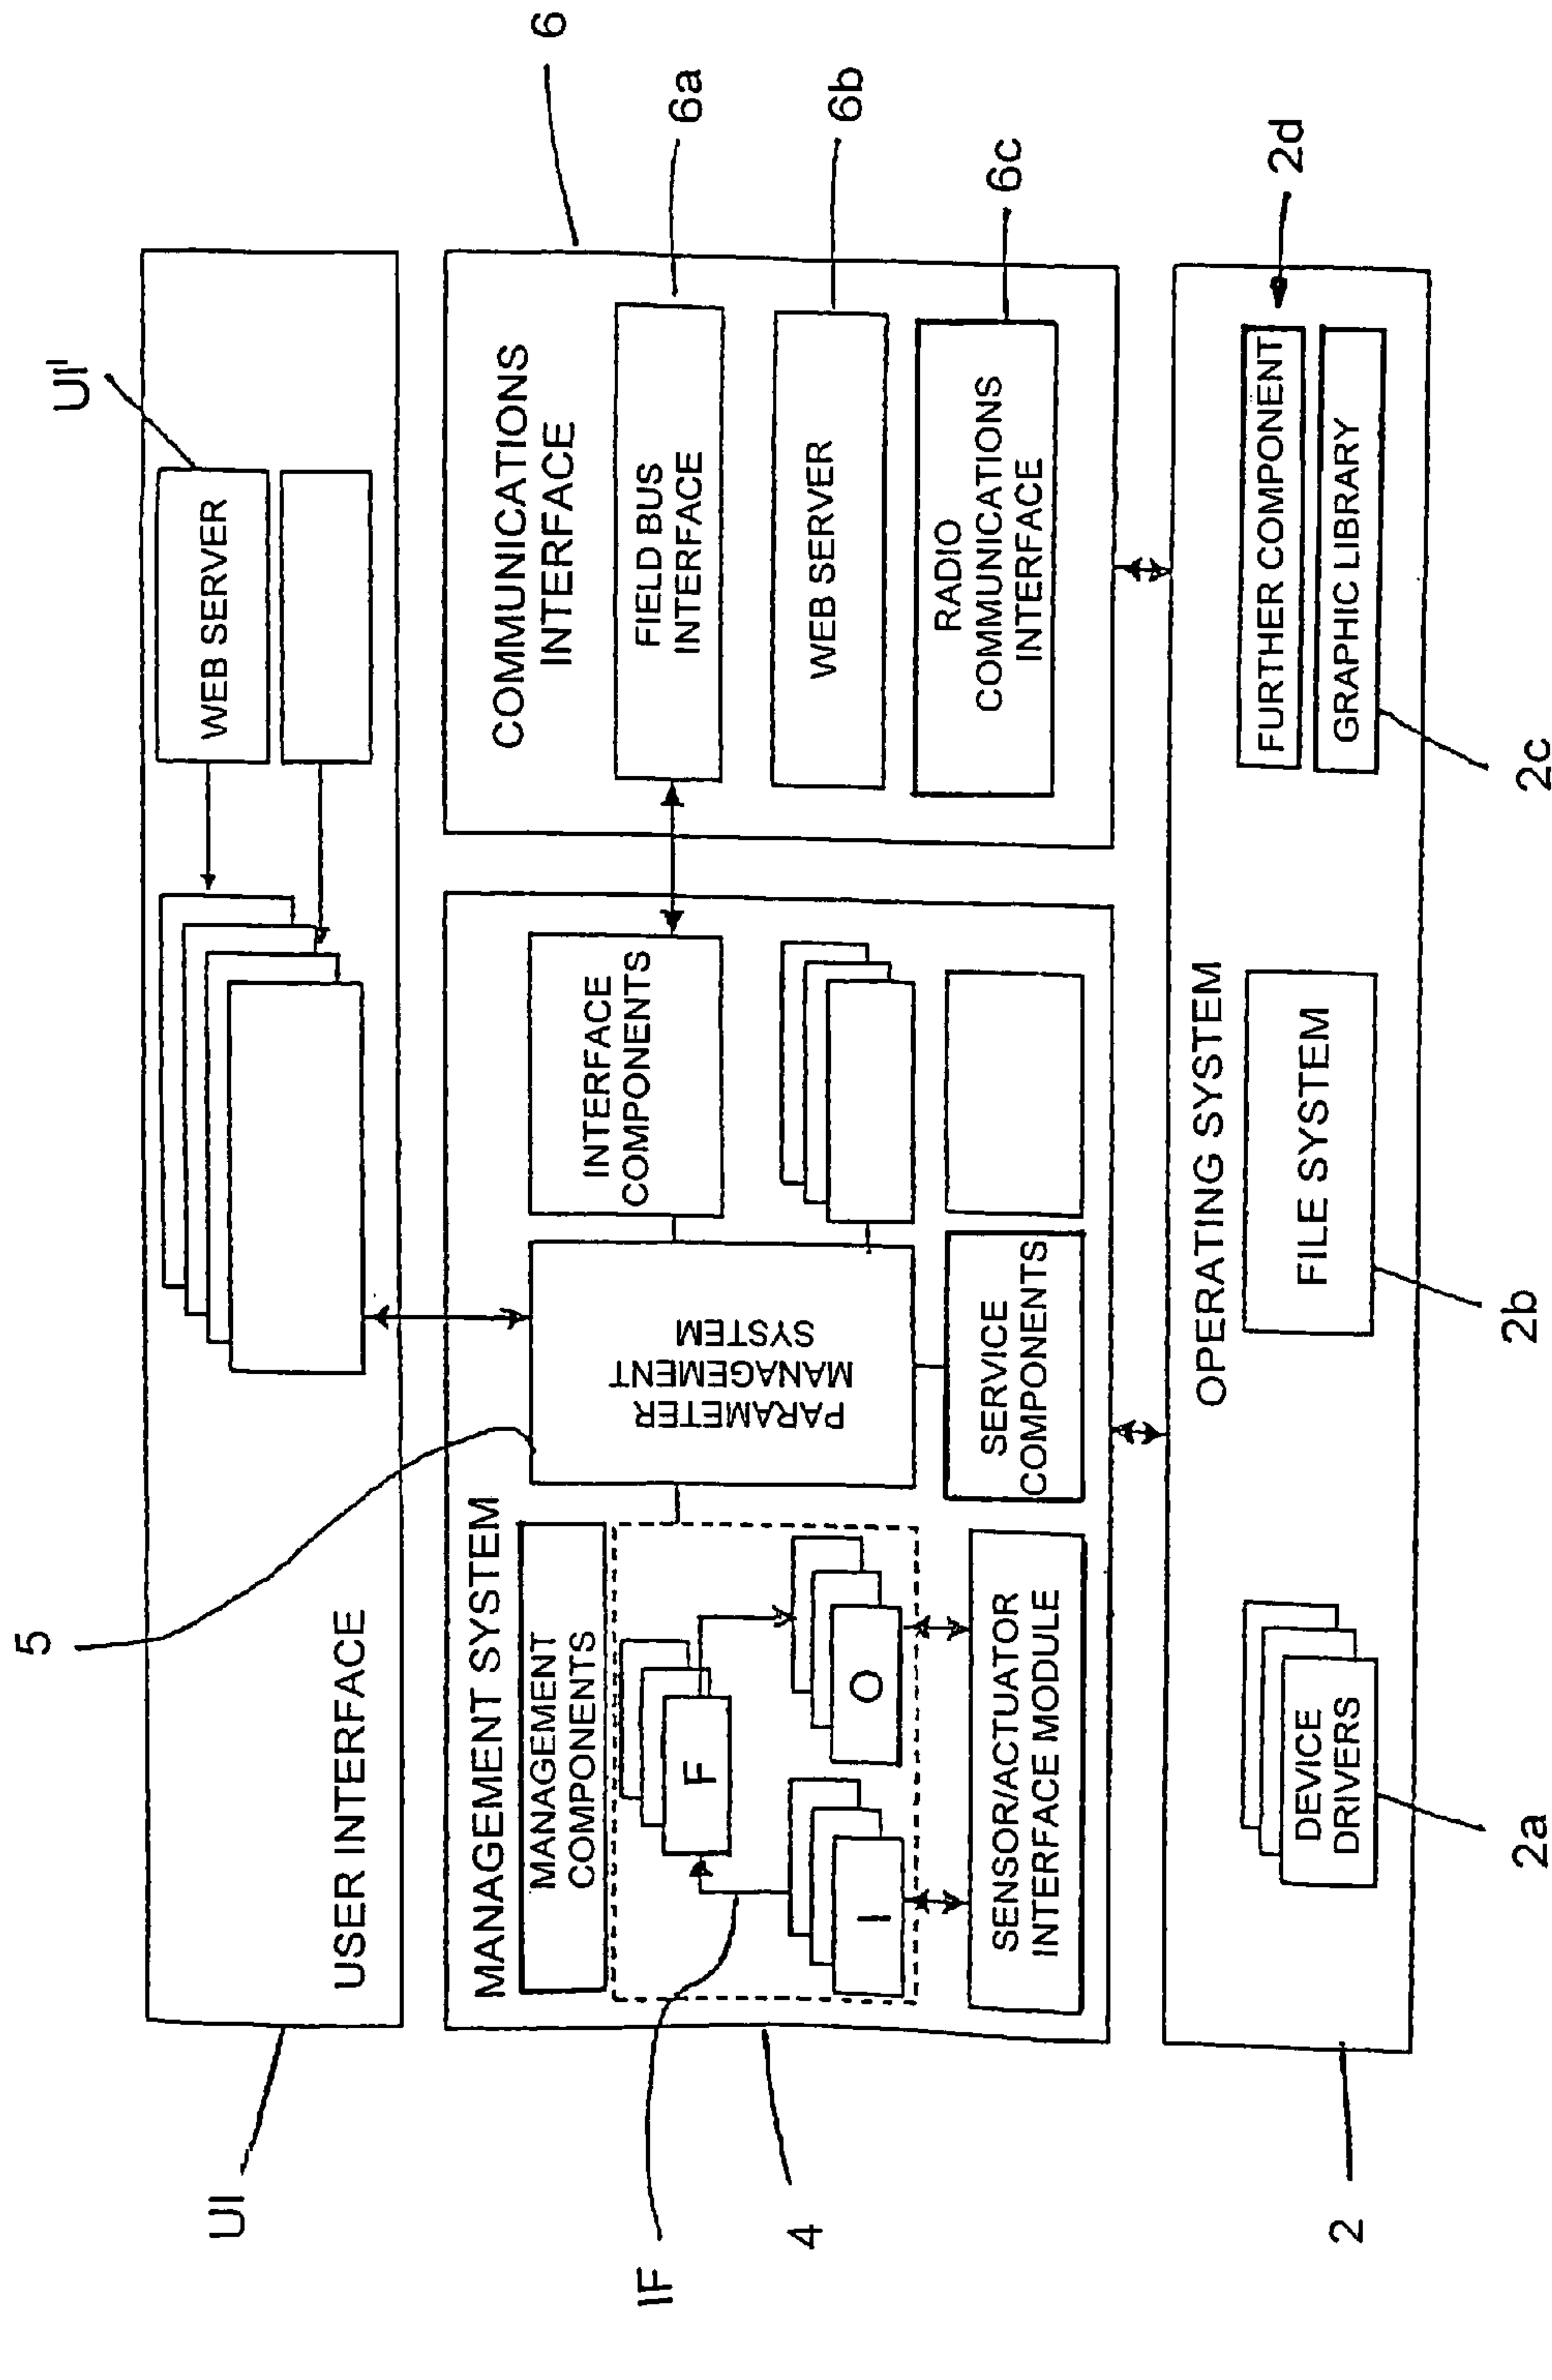 UI
UI'
USER INTERFACE
WEB SERVER
5
MANAGEMENT SYSTEM
MANAGEMENT
COMPONENTS
F
I
O
IF
4
SENSOR/ACTUATOR
INTERFACE MODULE
PARAMETER
MANAGEMENT
SYSTEM
SERVICE
COMPONENTS
INTERFACE
COMPONENTS
COMMUNICATIONS
INTERFACE
FIELD BUS
INTERFACE
WEB SERVER
RADIO
COMMUNICATIONS
INTERFACE
6
6a
6b
6c
OPERATING SYSTEM
DEVICE
DRIVERS
FILE SYSTEM
FURTHER COMPONENT
GRAPHIC LIBRARY
2d
2
2a
2b
2c